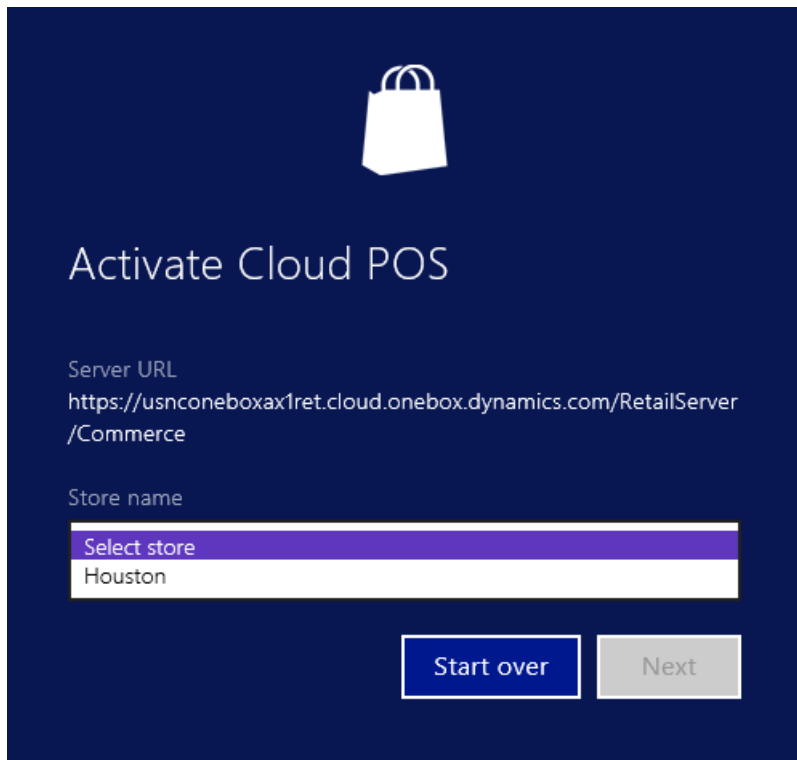 Activate Cloud POS
Server URL
https://usnconeboxax1ret.cloud.onebox.dynamics.com/RetailServer
/Commerce
Store name
Select store
Houston
Start over
Next